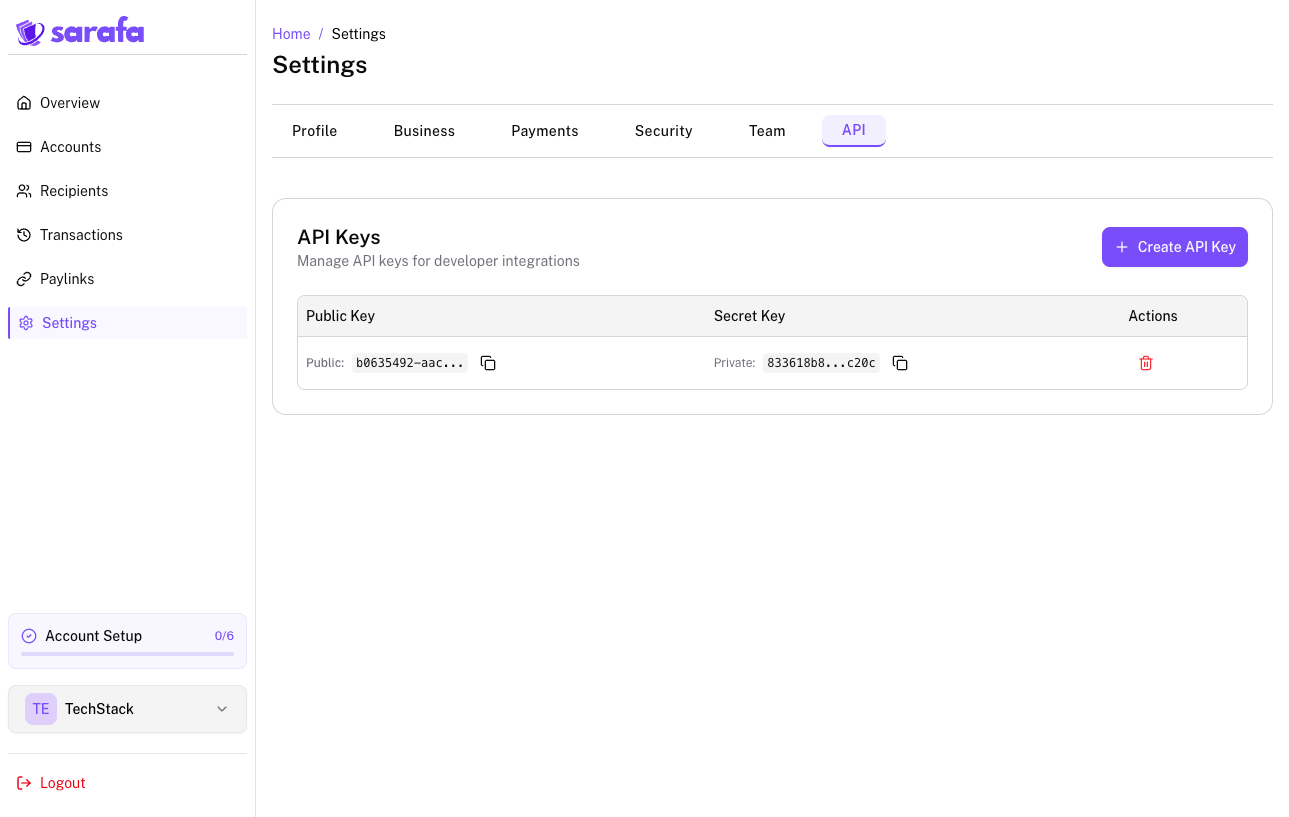 sarafa
Overview
Accounts
Recipients
Transactions
Paylinks
Settings
Account Setup 0/6
TE TechStack
Logout
Home / Settings
Settings
Profile Business Payments Security Team API
API Keys
Manage API keys for developer integrations
Create API Key
Public Key Secret Key Actions
Public: b0635492-aac... Private: 833618b8...c20c